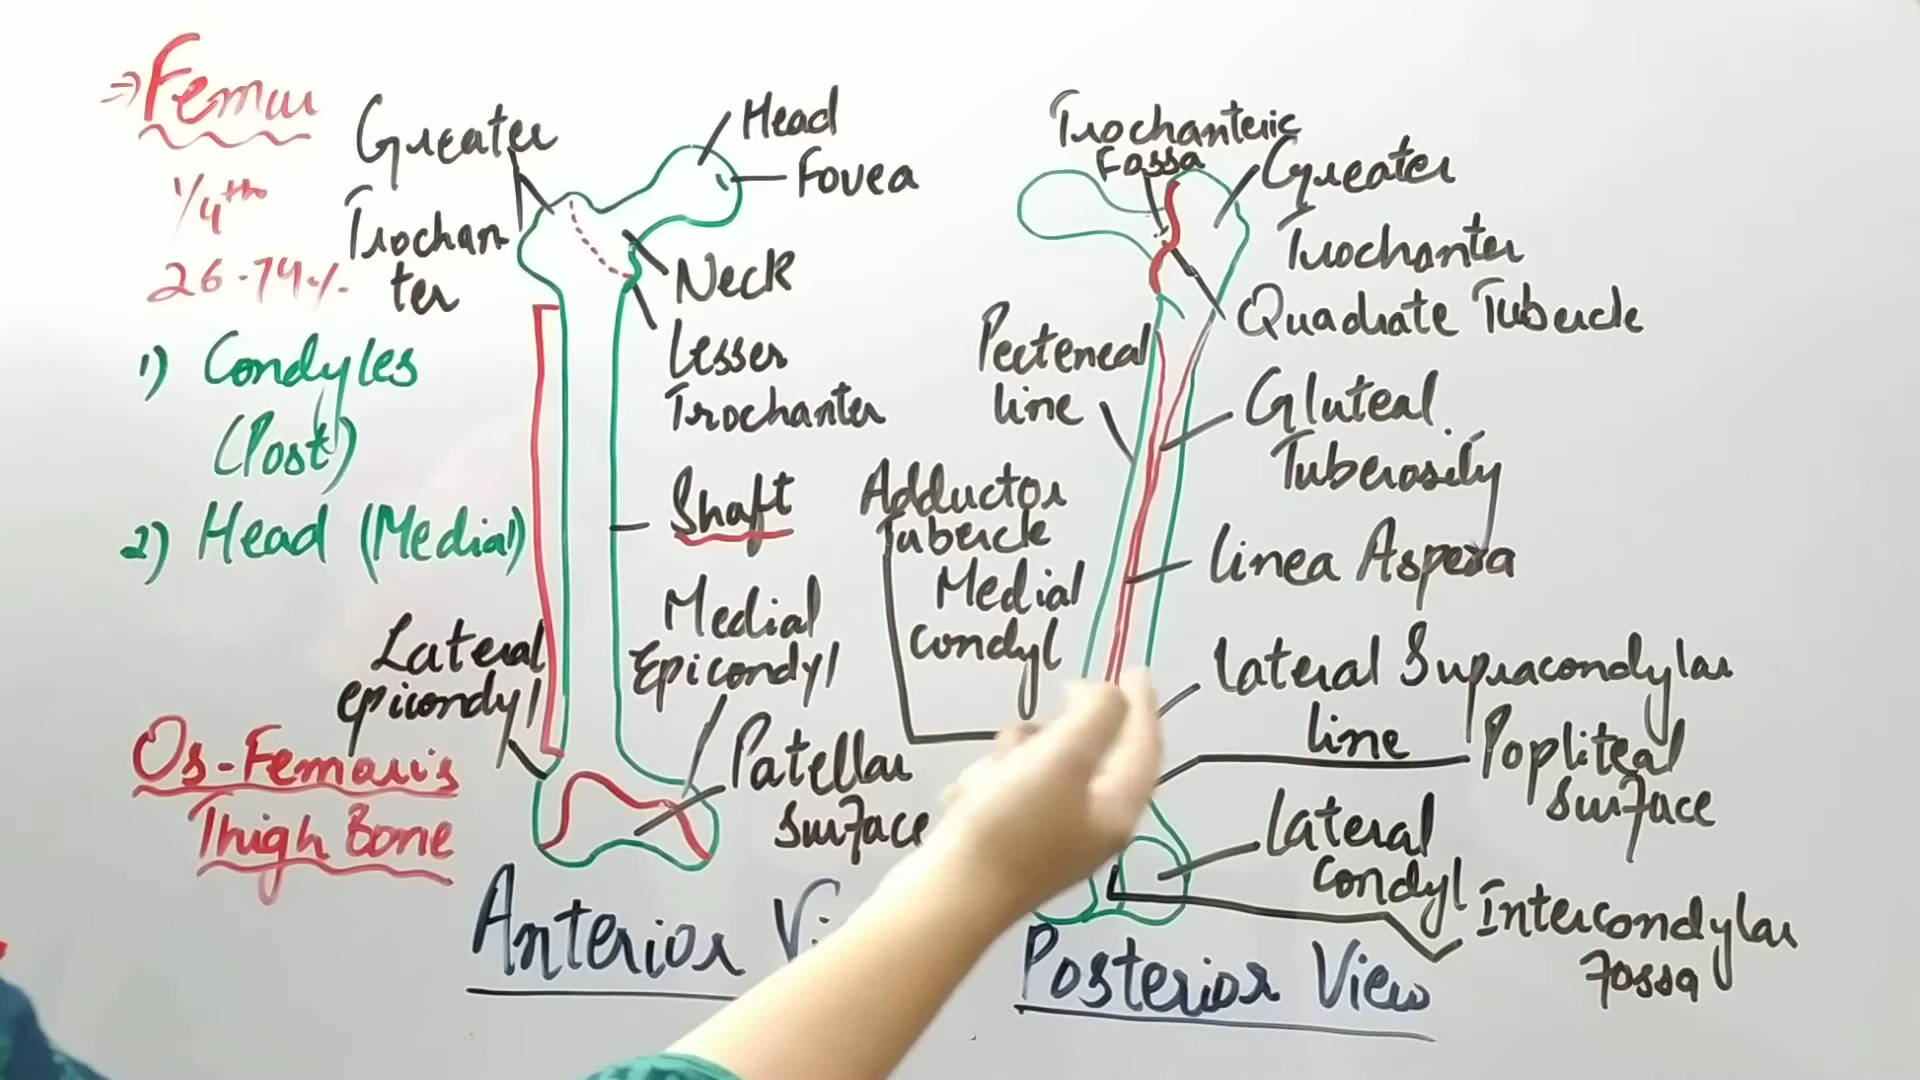 ⇒ Femur
1/4th
26.74%
1) Condyles
(Post)
2) Head (Medial)
Os-Femoris
Thigh Bone
Greater
Trochan
ter
Head
Fovea
Neck
Lesser
Trochanter
Shaft
Medial
Epicondyl
Lateral
epicondyl
Patellar
Surface
Anterior Vi
Trochanteric
Fossa
Greater
Trochanter
Quadrate Tubercle
Pecteneal
line
Gluteal
Tuberosity
Adductor
Tubercle
Medial
Condyl
linea Aspera
Lateral Supracondylar
line
Popliteal
Surface
Lateral
Condyl
Intercondylar
Fossa
Posterior View